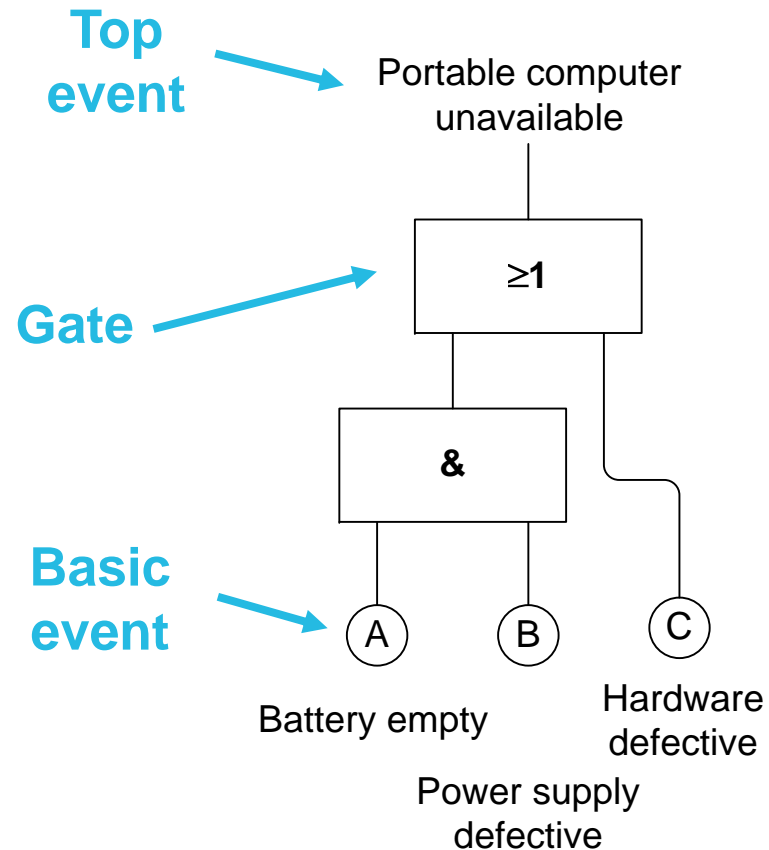 Top
event
Portable computer
unavailable
≥1
Gate
&
Basic
event
A
B
C
Battery empty
Hardware
defective
Power supply
defective